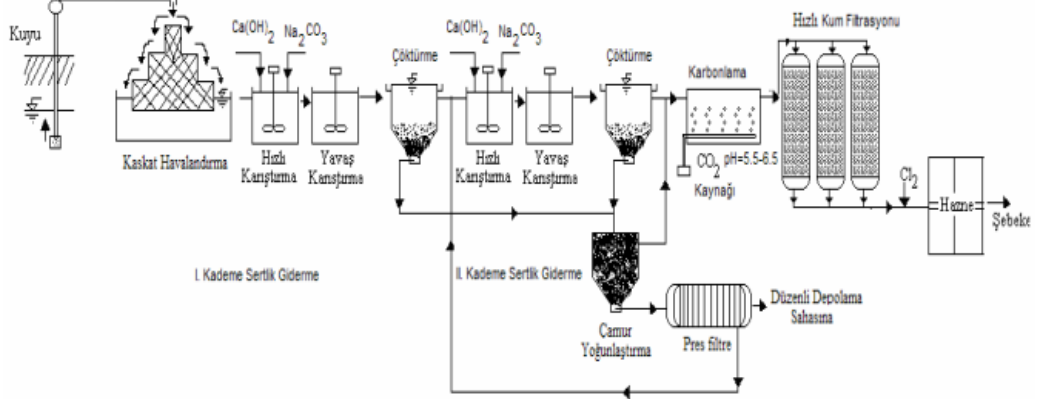 Kuyu
Kaskat Havalandırma
Ca(OH)2
Na2CO3
Hızlı
Karıştırma
Yavaş
Karıştırma
Çöktürme
Ca(OH)2
Na2CO3
Hızlı
Karıştırma
Yavaş
Karıştırma
Çöktürme
Karbonlama
CO2 pH=5.5-6.5
Kaynağı
Hızlı Kum Filtrasyonu
Cl2
Hazne
Şebeke
I. Kademe Sertlik Giderme
II. Kademe Sertlik Giderme
Çamur
Yoğunlaştırma
Pres filtre
Düzenli Depolama
Sahasına